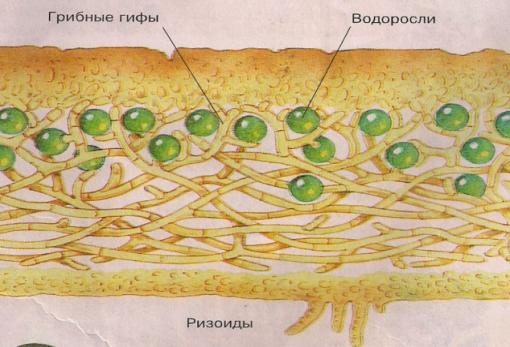 Грибные гифы
Водоросли
Ризоиды